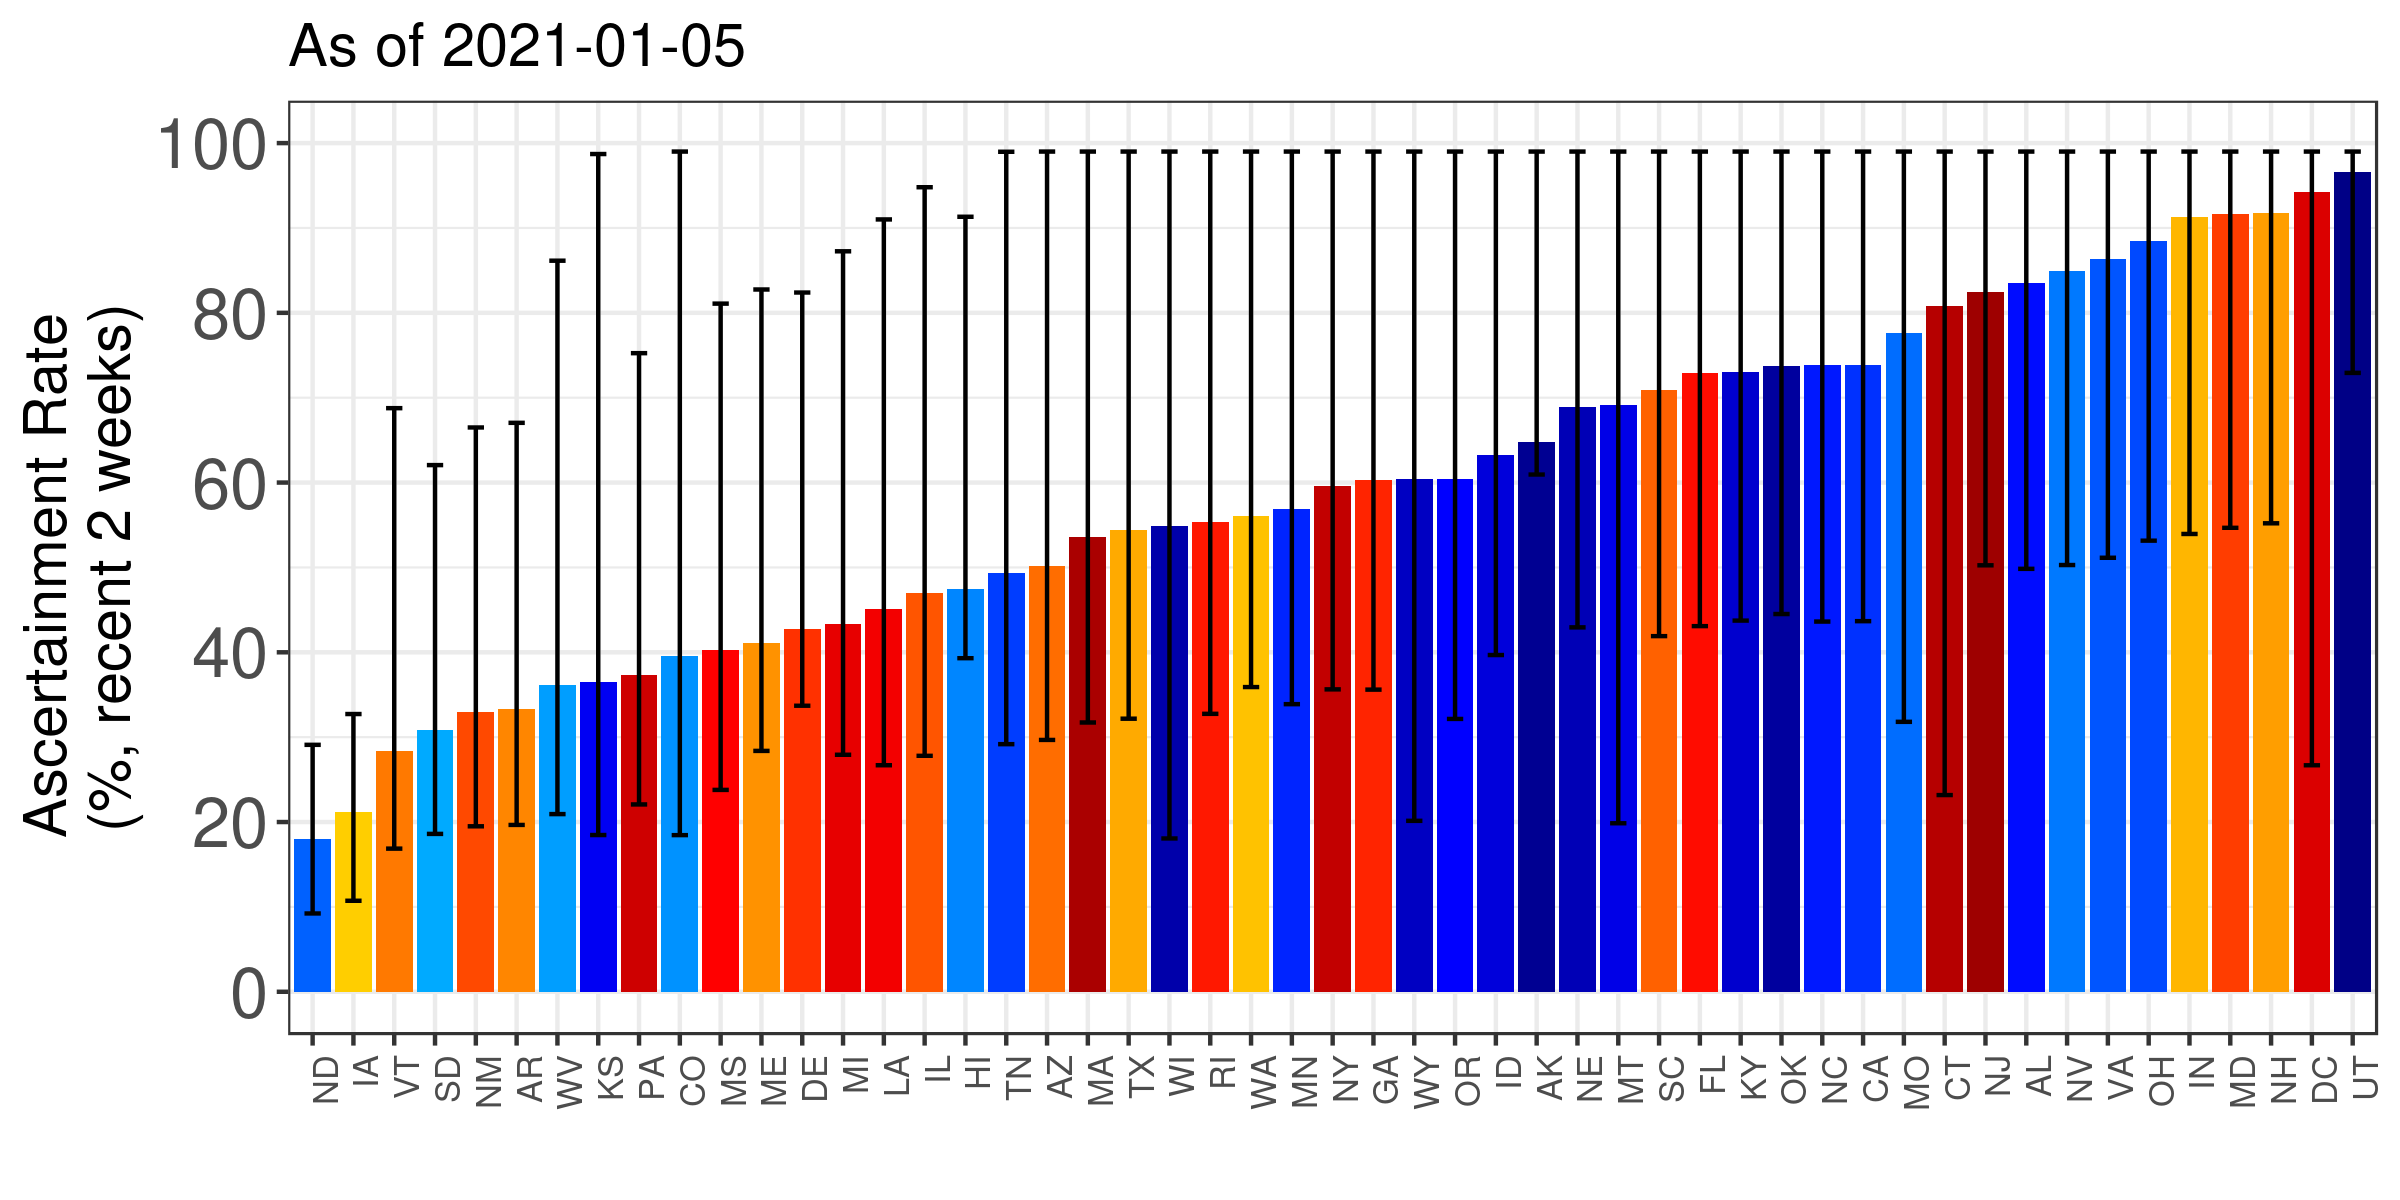 As of 2021-01-05
Ascertainment Rate
(%, recent 2 weeks)
100
80
60
40
20
0
ND
IA
VT
SD
NM
AR
WV
KS
PA
CO
MS
ME
DE
MI
LA
IL
HI
TN
AZ
MA
TX
WI
RI
WA
MN
NY
GA
WY
OR
ID
AK
NE
MT
SC
FL
KY
OK
NC
CA
MO
CT
NJ
AL
NV
VA
OH
IN
MD
NH
DC
UT